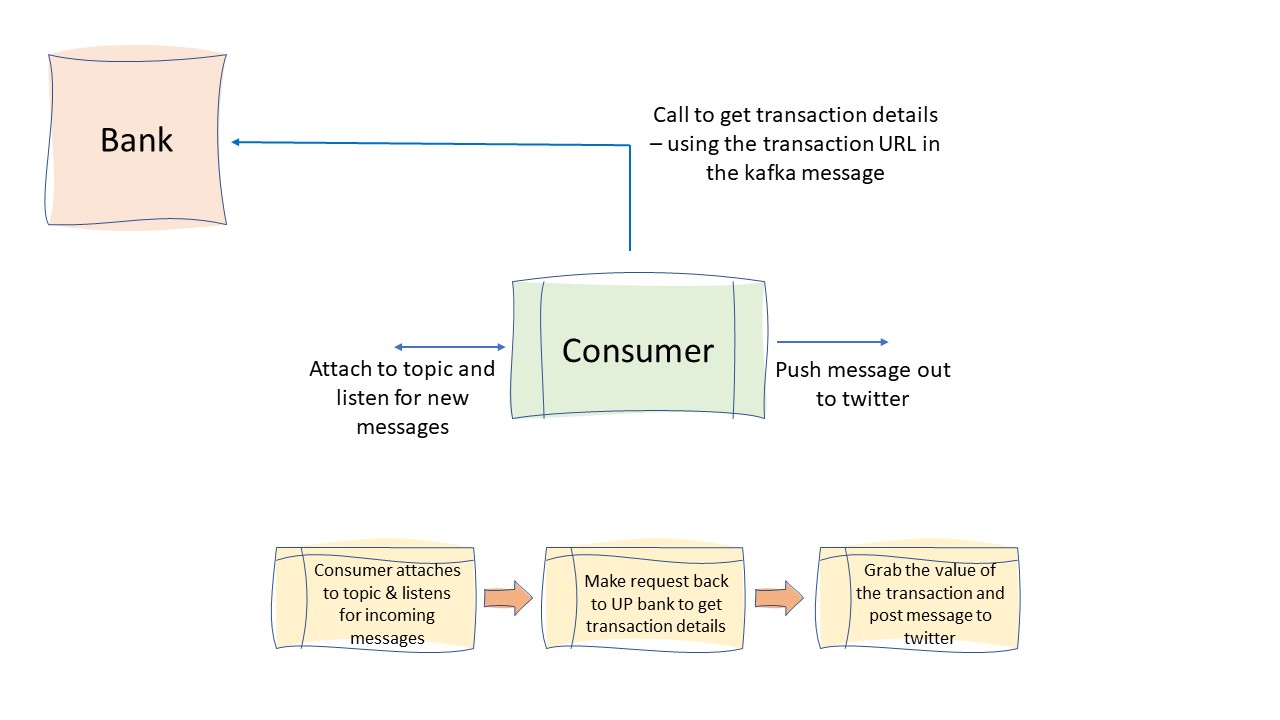 Bank
Call to get transaction details
– using the transaction URL in
the kafka message
Consumer
Attach to topic and
listen for new
messages
Push message out
to twitter
Consumer attaches
to topic & listens
for incoming
messages
Make request back
to UP bank to get
transaction details
Grab the value of
the transaction and
post message to
twitter